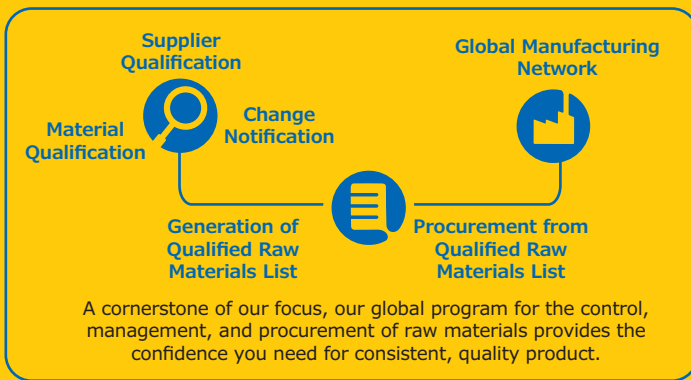 Supplier
Qualification
Global Manufacturing
Network
Material
Qualification
Change
Notification
Generation of
Qualified Raw
Materials List
Procurement from
Qualified Raw
Materials List
A cornerstone of our focus, our global program for the control,
management, and procurement of raw materials provides the
confidence you need for consistent, quality product.